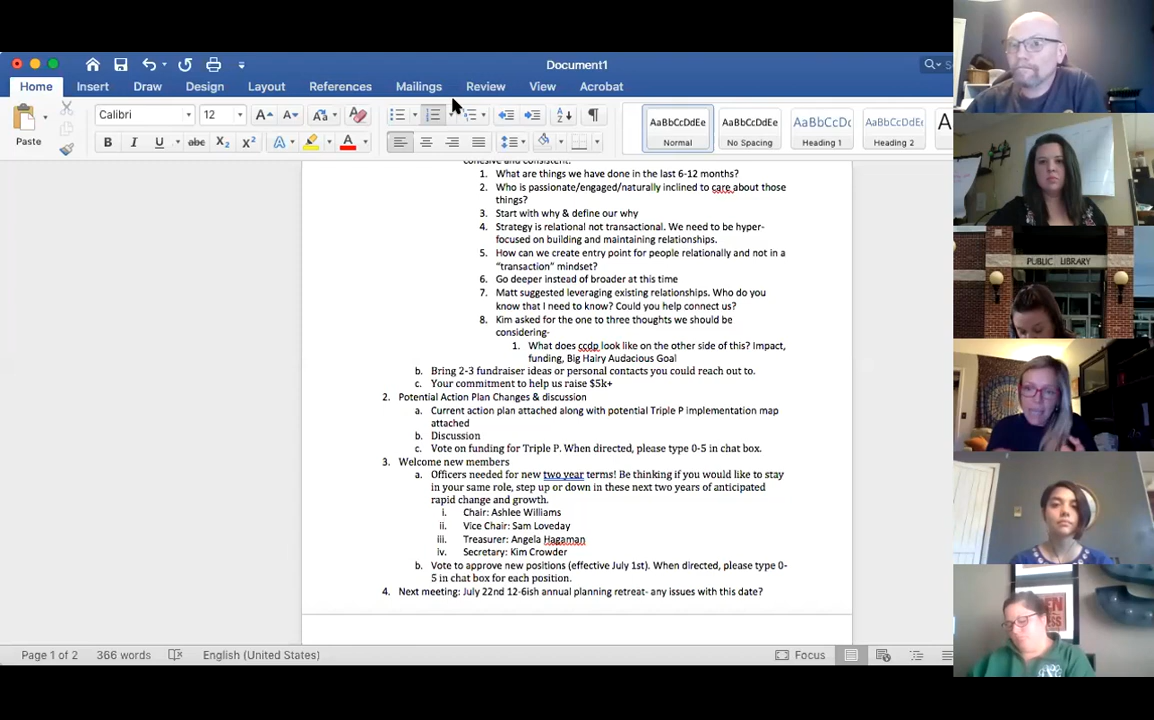 Document1
Home Insert Draw Design Layout References Mailings Review View Acrobat
Paste
Calibri 12
AaBbCcDdEe AaBbCcDdEe AaBbCcDc AaBbCcDdEe
Normal No Spacing Heading 1 Heading 2
cohesive and consistent.
1. What are things we have done in the last 6-12 months?
2. Who is passionate/engaged/naturally inclined to care about those
things?
3. Start with why & define our why
4. Strategy is relational not transactional. We need to be hyper-
focused on building and maintaining relationships.
5. How can we create entry point for people relationally and not in a
“transaction” mindset?
6. Go deeper instead of broader at this time
7. Matt suggested leveraging existing relationships. Who do you
know that I need to know? Could you help connect us?
8. Kim asked for the one to three thoughts we should be
considering-
1. What does ccdp look like on the other side of this? Impact,
funding, Big Hairy Audacious Goal
b. Bring 2-3 fundraiser ideas or personal contacts you could reach out to.
c. Your commitment to help us raise $5k+
2. Potential Action Plan Changes & discussion
a. Current action plan attached along with potential Triple P implementation map
attached
b. Discussion
c. Vote on funding for Triple P. When directed, please type 0-5 in chat box.
3. Welcome new members
a. Officers needed for new two year terms! Be thinking if you would like to stay
in your same role, step up or down in these next two years of anticipated
rapid change and growth.
i. Chair: Ashlee Williams
ii. Vice Chair: Sam Loveday
iii. Treasurer: Angela Hagaman
iv. Secretary: Kim Crowder
b. Vote to approve new positions (effective July 1st). When directed, please type 0-
5 in chat box for each position.
4. Next meeting: July 22nd 12-6ish annual planning retreat- any issues with this date?
Page 1 of 2 366 words English (United States) Focus
PUBLIC LIBRARY